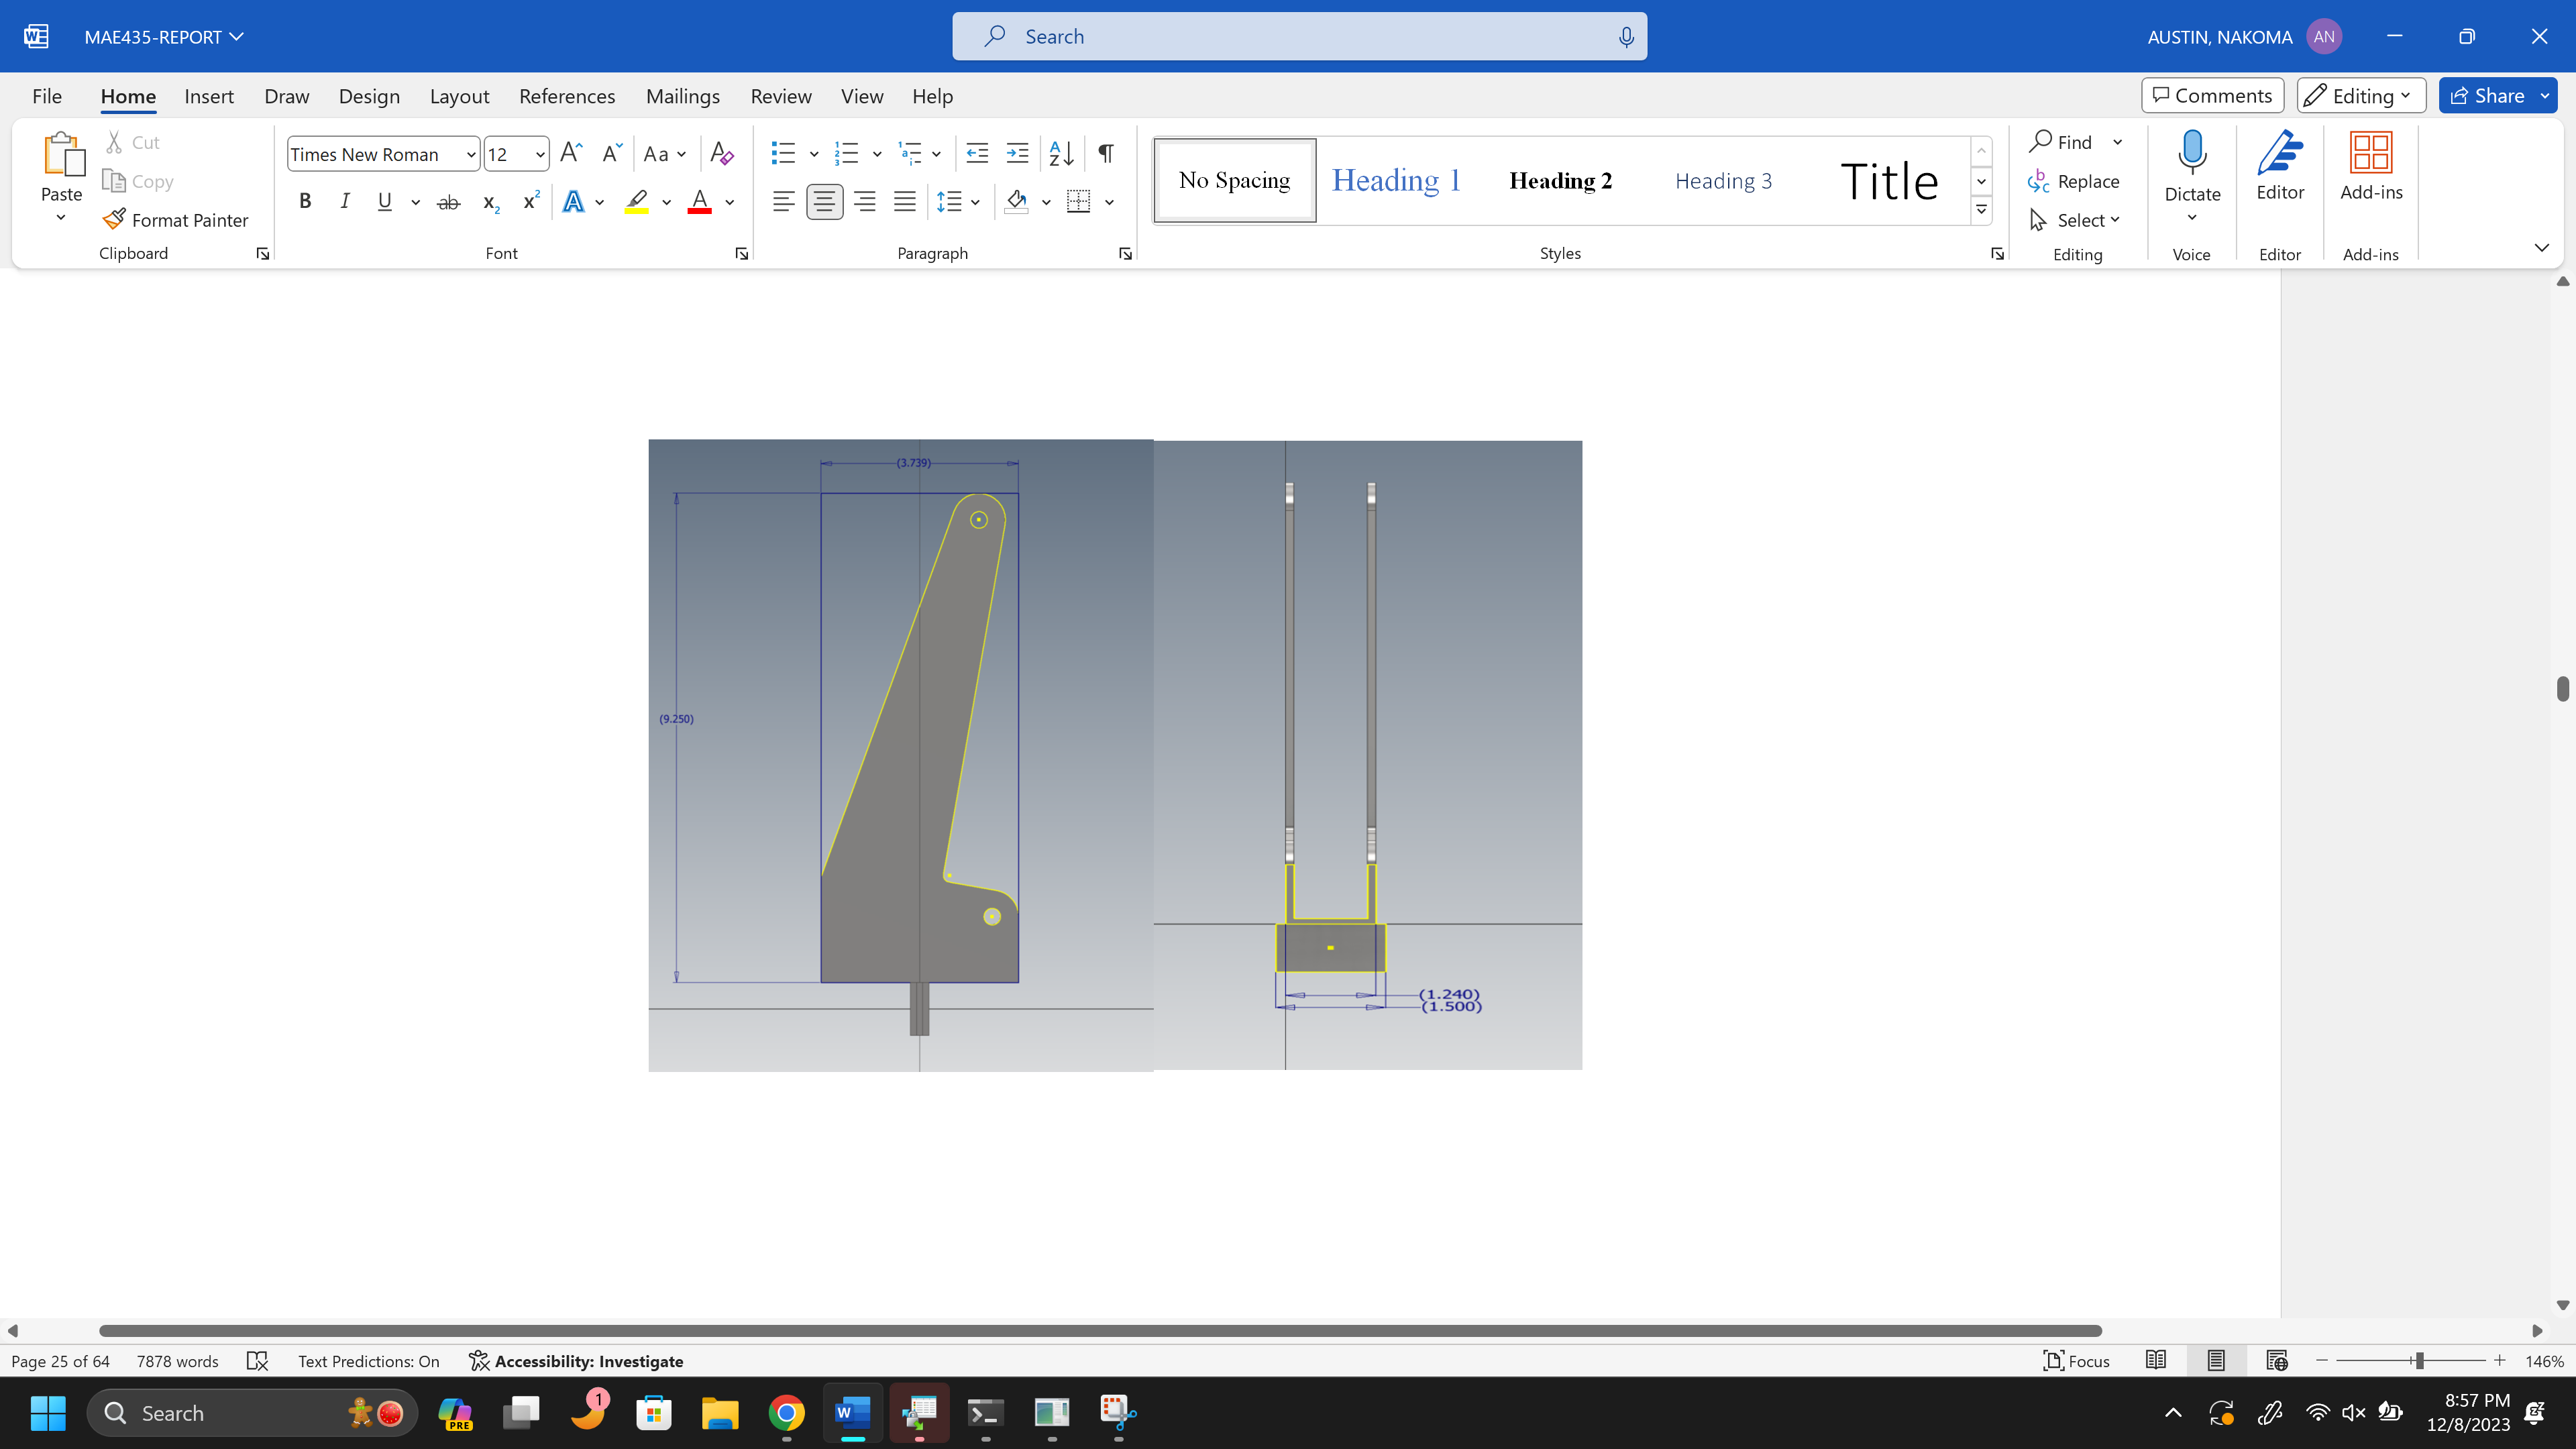 MAE435-REPORT
Search
AUSTIN, NAKOMA AN
File Home Insert Draw Design Layout References Mailings Review View Help
Comments Editing Share
Paste
Cut
Copy
Format Painter
Clipboard
Times New Roman 12
Font
Paragraph
No Spacing Heading 1 Heading 2 Heading 3 Title
Styles
Find
Replace
Select
Editing
Dictate
Voice
Editor
Editor
Add-ins
Add-ins
(3.739)
(9.250)
(1.240)
(1.500)
Page 25 of 64 7878 words Text Predictions: On Accessibility: Investigate
Focus 146%
Search
PRE
1
8:57 PM
12/8/2023